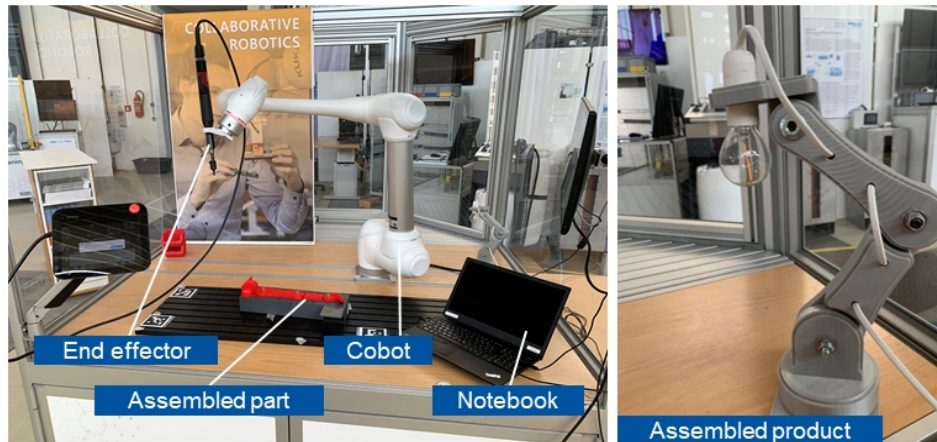 COLLABORATIVE
ROBOTICS
End effector
Cobot
Assembled part
Notebook
Assembled product